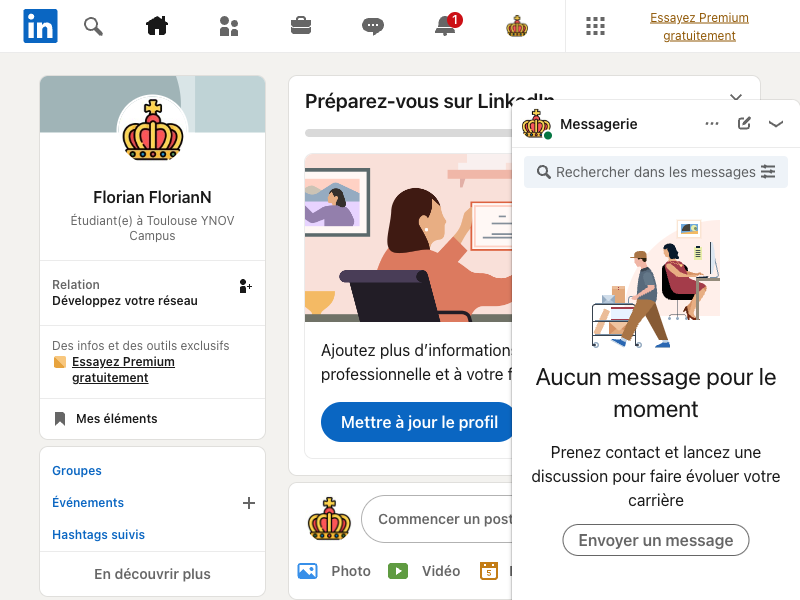 in
1
Essayez Premium
gratuitement
Florian FlorianN
Étudiant(e) à Toulouse YNOV
Campus
Relation
Développez votre réseau
Des infos et des outils exclusifs
Essayez Premium
gratuitement
Mes éléments
Groupes
Événements
Hashtags suivis
En découvrir plus
Préparez-vous sur LinkedIn
Ajoutez plus d’informations
professionnelle et à votre f
Mettre à jour le profil
Commencer un post
Photo
Vidéo
5
Messagerie
Rechercher dans les messages
Aucun message pour le
moment
Prenez contact et lancez une
discussion pour faire évoluer votre
carrière
Envoyer un message